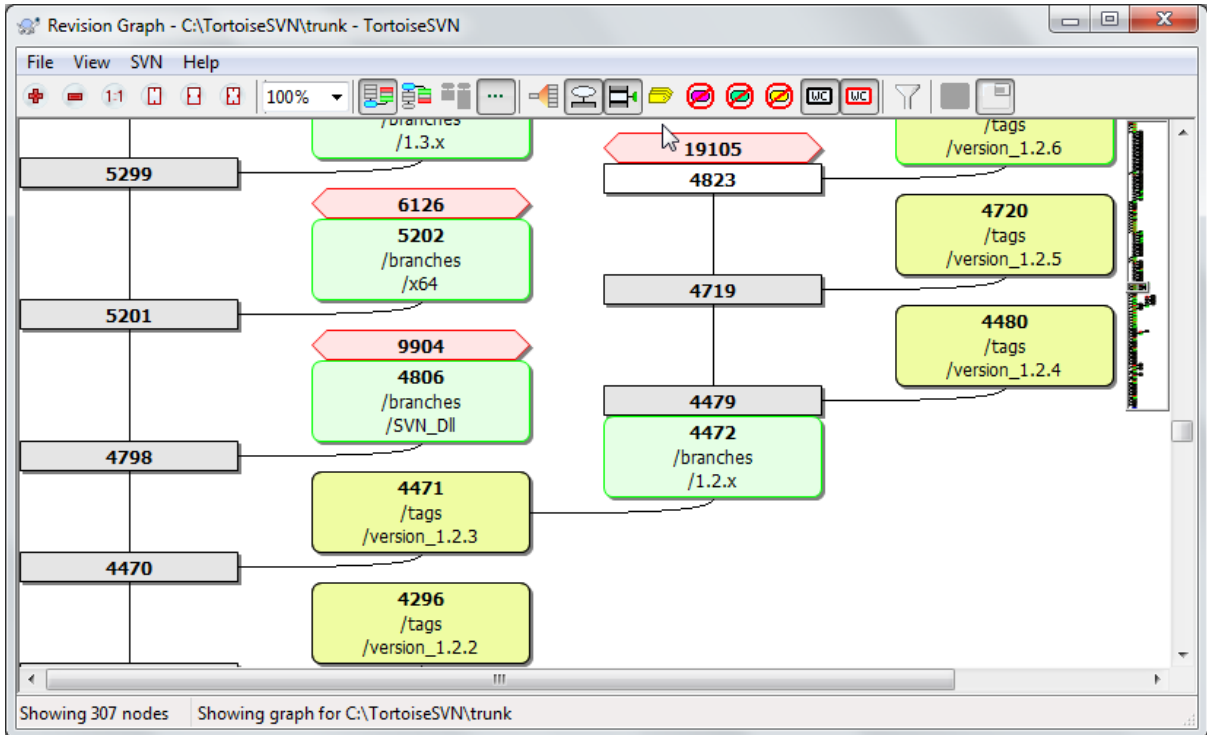 Revision Graph - C:\TortoiseSVN\trunk - TortoiseSVN
File View SVN Help
1:1 100% WC WC
/branches
/1.3.x
5299
6126
5202
/branches
/x64
5201
9904
4806
/branches
/SVN_Dll
4798
4471
/tags
/version_1.2.3
4470
4296
/tags
/version_1.2.2
19105
4823
4719
4479
4472
/branches
/1.2.x
/tags
/version_1.2.6
4720
/tags
/version_1.2.5
4480
/tags
/version_1.2.4
Showing 307 nodes Showing graph for C:\TortoiseSVN\trunk